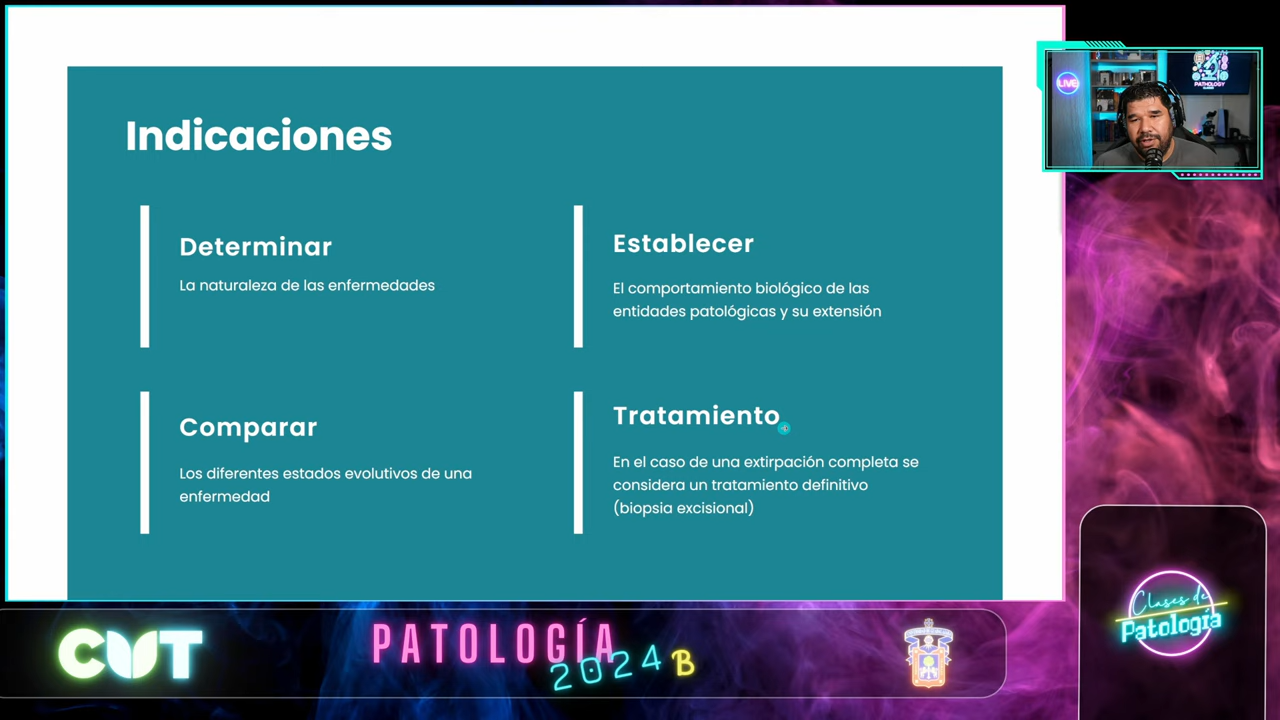 Indicaciones
Determinar
La naturaleza de las enfermedades
Establecer
El comportamiento biológico de las
entidades patológicas y su extensión
Comparar
Los diferentes estados evolutivos de una
enfermedad
Tratamiento
En el caso de una extirpación completa se
considera un tratamiento definitivo
(biopsia excisional)
LIVE
PATHOLOGY
CUT
PATOLOGÍA
2024 B
Clases de
Patología